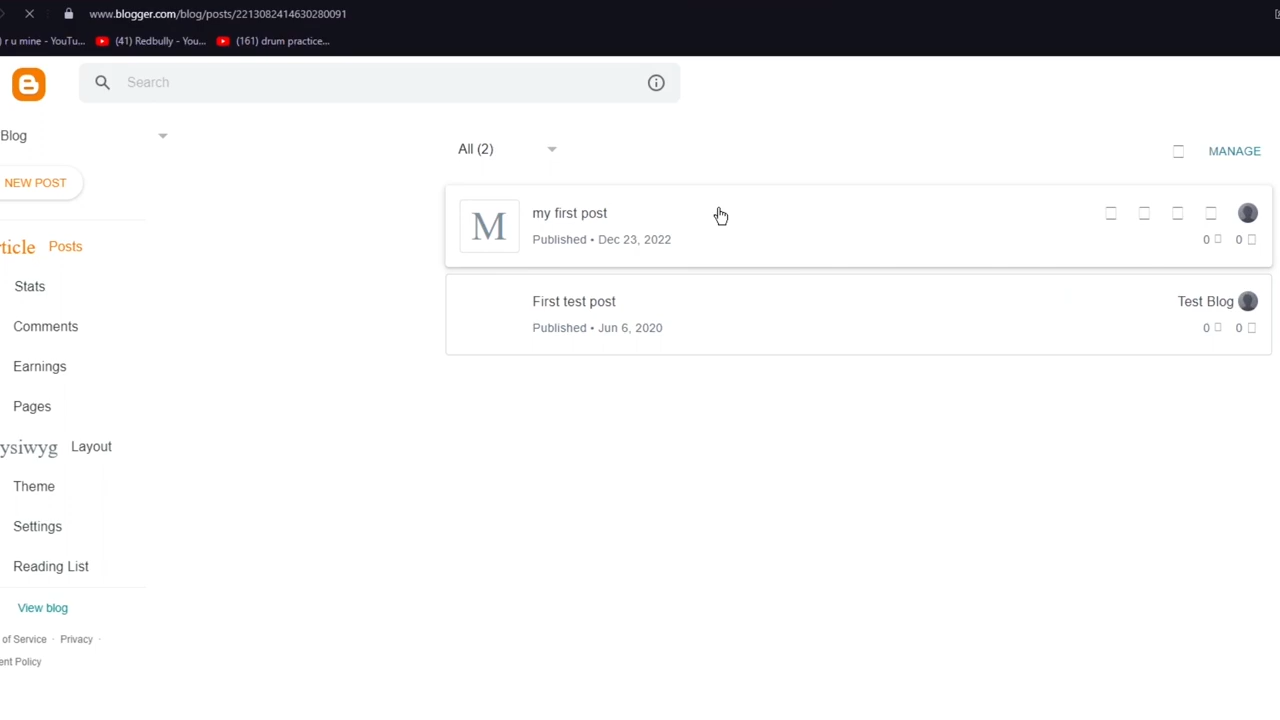 www.blogger.com/blog/posts/2213082414630280091
) r u mine - YouTu... (41) Redbully - You... (161) drum practice...
Search
Blog
All (2)
MANAGE
NEW POST
M
my first post
Published • Dec 23, 2022
0 0
ticle Posts
Stats
First test post
Test Blog
Published • Jun 6, 2020
0 0
Comments
Earnings
Pages
ysiwyg Layout
Theme
Settings
Reading List
View blog
of Service · Privacy ·
ent Policy